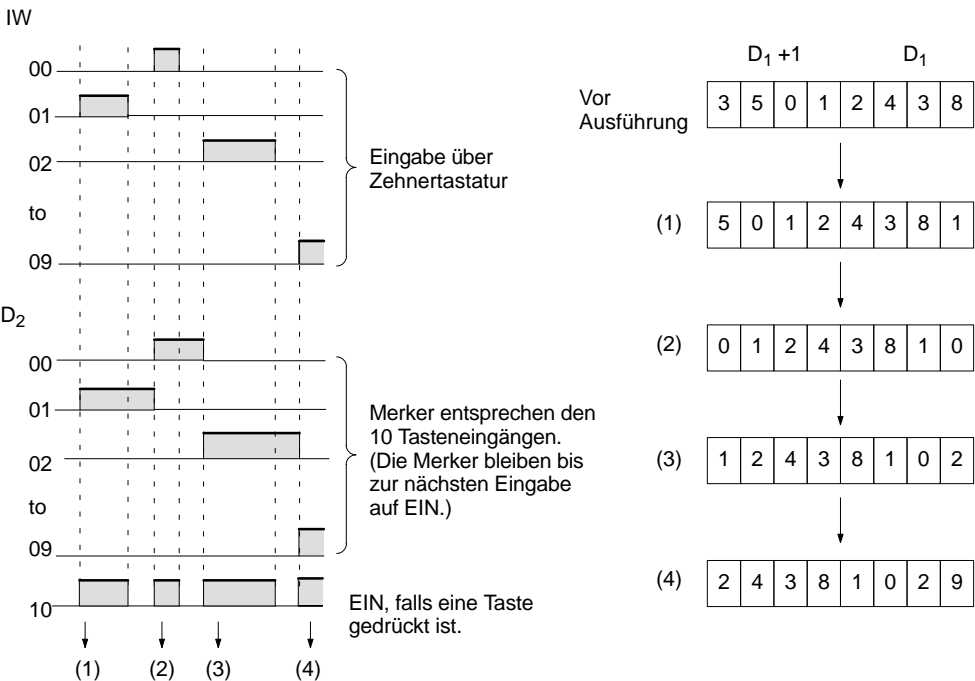 IW
00
01
02
to
09
Eingabe über
Zehnertastatur
D2
00
01
02
to
09
10
Merker entsprechen den
10 Tasteneingängen.
(Die Merker bleiben bis
zur nächsten Eingabe
auf EIN.)
EIN, falls eine Taste
gedrückt ist.
(1) (2) (3) (4)
D1 +1 D1
Vor
Ausführung
3 5 0 1 2 4 3 8
(1) 5 0 1 2 4 3 8 1
(2) 0 1 2 4 3 8 1 0
(3) 1 2 4 3 8 1 0 2
(4) 2 4 3 8 1 0 2 9